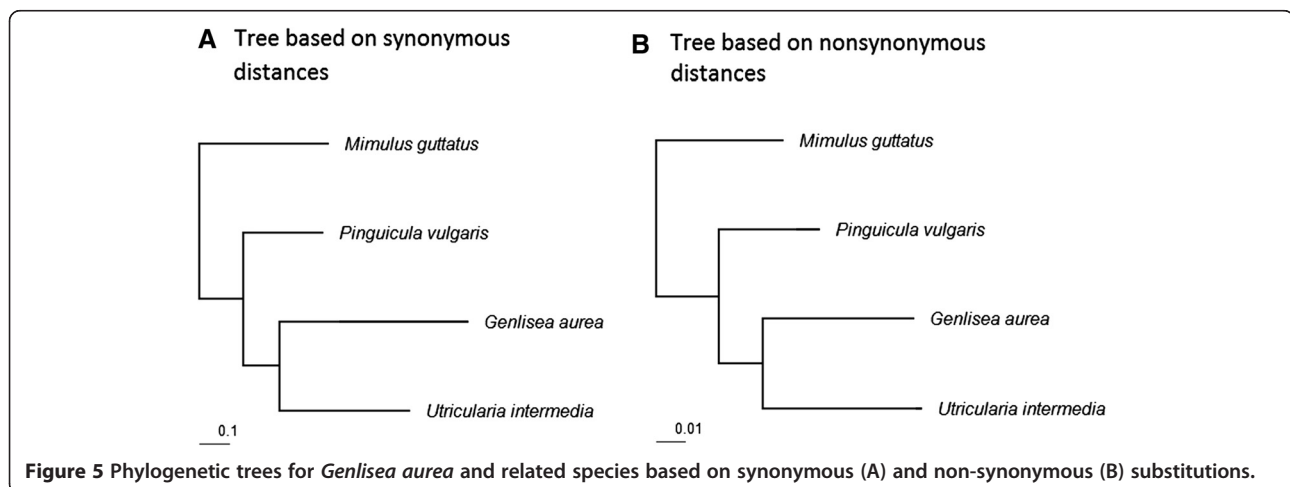 A Tree based on synonymous
distances
Mimulus guttatus
Pinguicula vulgaris
Genlisea aurea
Utricularia intermedia
0.1
B Tree based on nonsynonymous
distances
Mimulus guttatus
Pinguicula vulgaris
Genlisea aurea
Utricularia intermedia
0.01
Figure 5 Phylogenetic trees for Genlisea aurea and related species based on synonymous (A) and non-synonymous (B) substitutions.